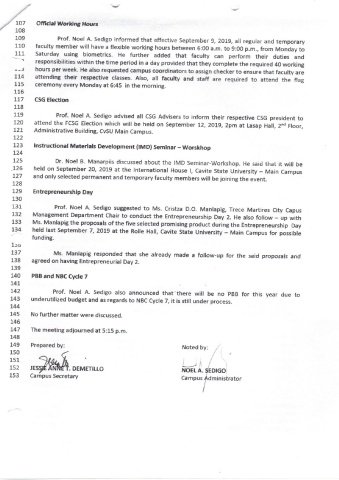 107 Official Working Hours
108
109 Prof. Noel A. Sedigo informed that effective September 9, 2019, all regular and temporary
110 faculty member will have a flexible working hours between 6:00 a.m. to 9:00 p.m., from Monday to
111 Saturday using biometrics. He further added that faculty can perform their duties and
112 responsibilities within the time period in a day provided that they complete the required 40 working
113 hours per week. He also requested campus coordinators to assign checker to ensure that faculty are
114 attending their respective classes. Also, all faculty and staff are required to attend the flag
115 ceremony every Monday at 6:45 in the morning.
116
117 CSG Election
118
119 Prof. Noel A. Sedigo advised all CSG Advisers to inform their respective CSG president to
120 attend the FCSG Election which will be held on September 12, 2019, 2pm at Lasap Hall, 2nd Floor,
121 Administrative Building, CvSU Main Campus.
122
123 Instructional Materials Development (IMD) Seminar – Worskhop
124
125 Dr. Noel B. Manarpiis discussed about the IMD Seminar-Workshop. He said that it will be
126 held on September 20, 2019 at the International House I, Cavite State University – Main Campus
127 and only selected permanent and temporary faculty members will be joining the event.
128
129 Entrepreneurship Day
130
131 Prof. Noel A. Sedigo suggested to Ms. Cristza D.O. Manlapig, Trece Martires City Capus
132 Management Department Chair to conduct the Entrepreneurship Day 2. He also follow – up with
133 Ms. Manlapig the proposals of the five selected promising product during the Entrepreneurship Day
134 held last September 7, 2019 at the Rolle Hall, Cavite State University – Main Campus for possible
funding.
137 Ms. Manlapig responded that she already made a follow-up for the said proposals and
138 agreed on having Entreprenurial Day 2.
139
140 PBB and NBC Cycle 7
141
142 Prof. Noel A. Sedigo also announced that there will be no PBB for this year due to
143 underutilized budget and as regards to NBC Cycle 7, it is still under process.
144
145 No further matter were discussed.
146
147 The meeting adjourned at 5:15 p.m.
148
149 Prepared by: Noted by:
150
151
152 JESSIE ANNE T. DEMETILLO NOEL A. SEDIGO
153 Campus Secretary Campus Administrator